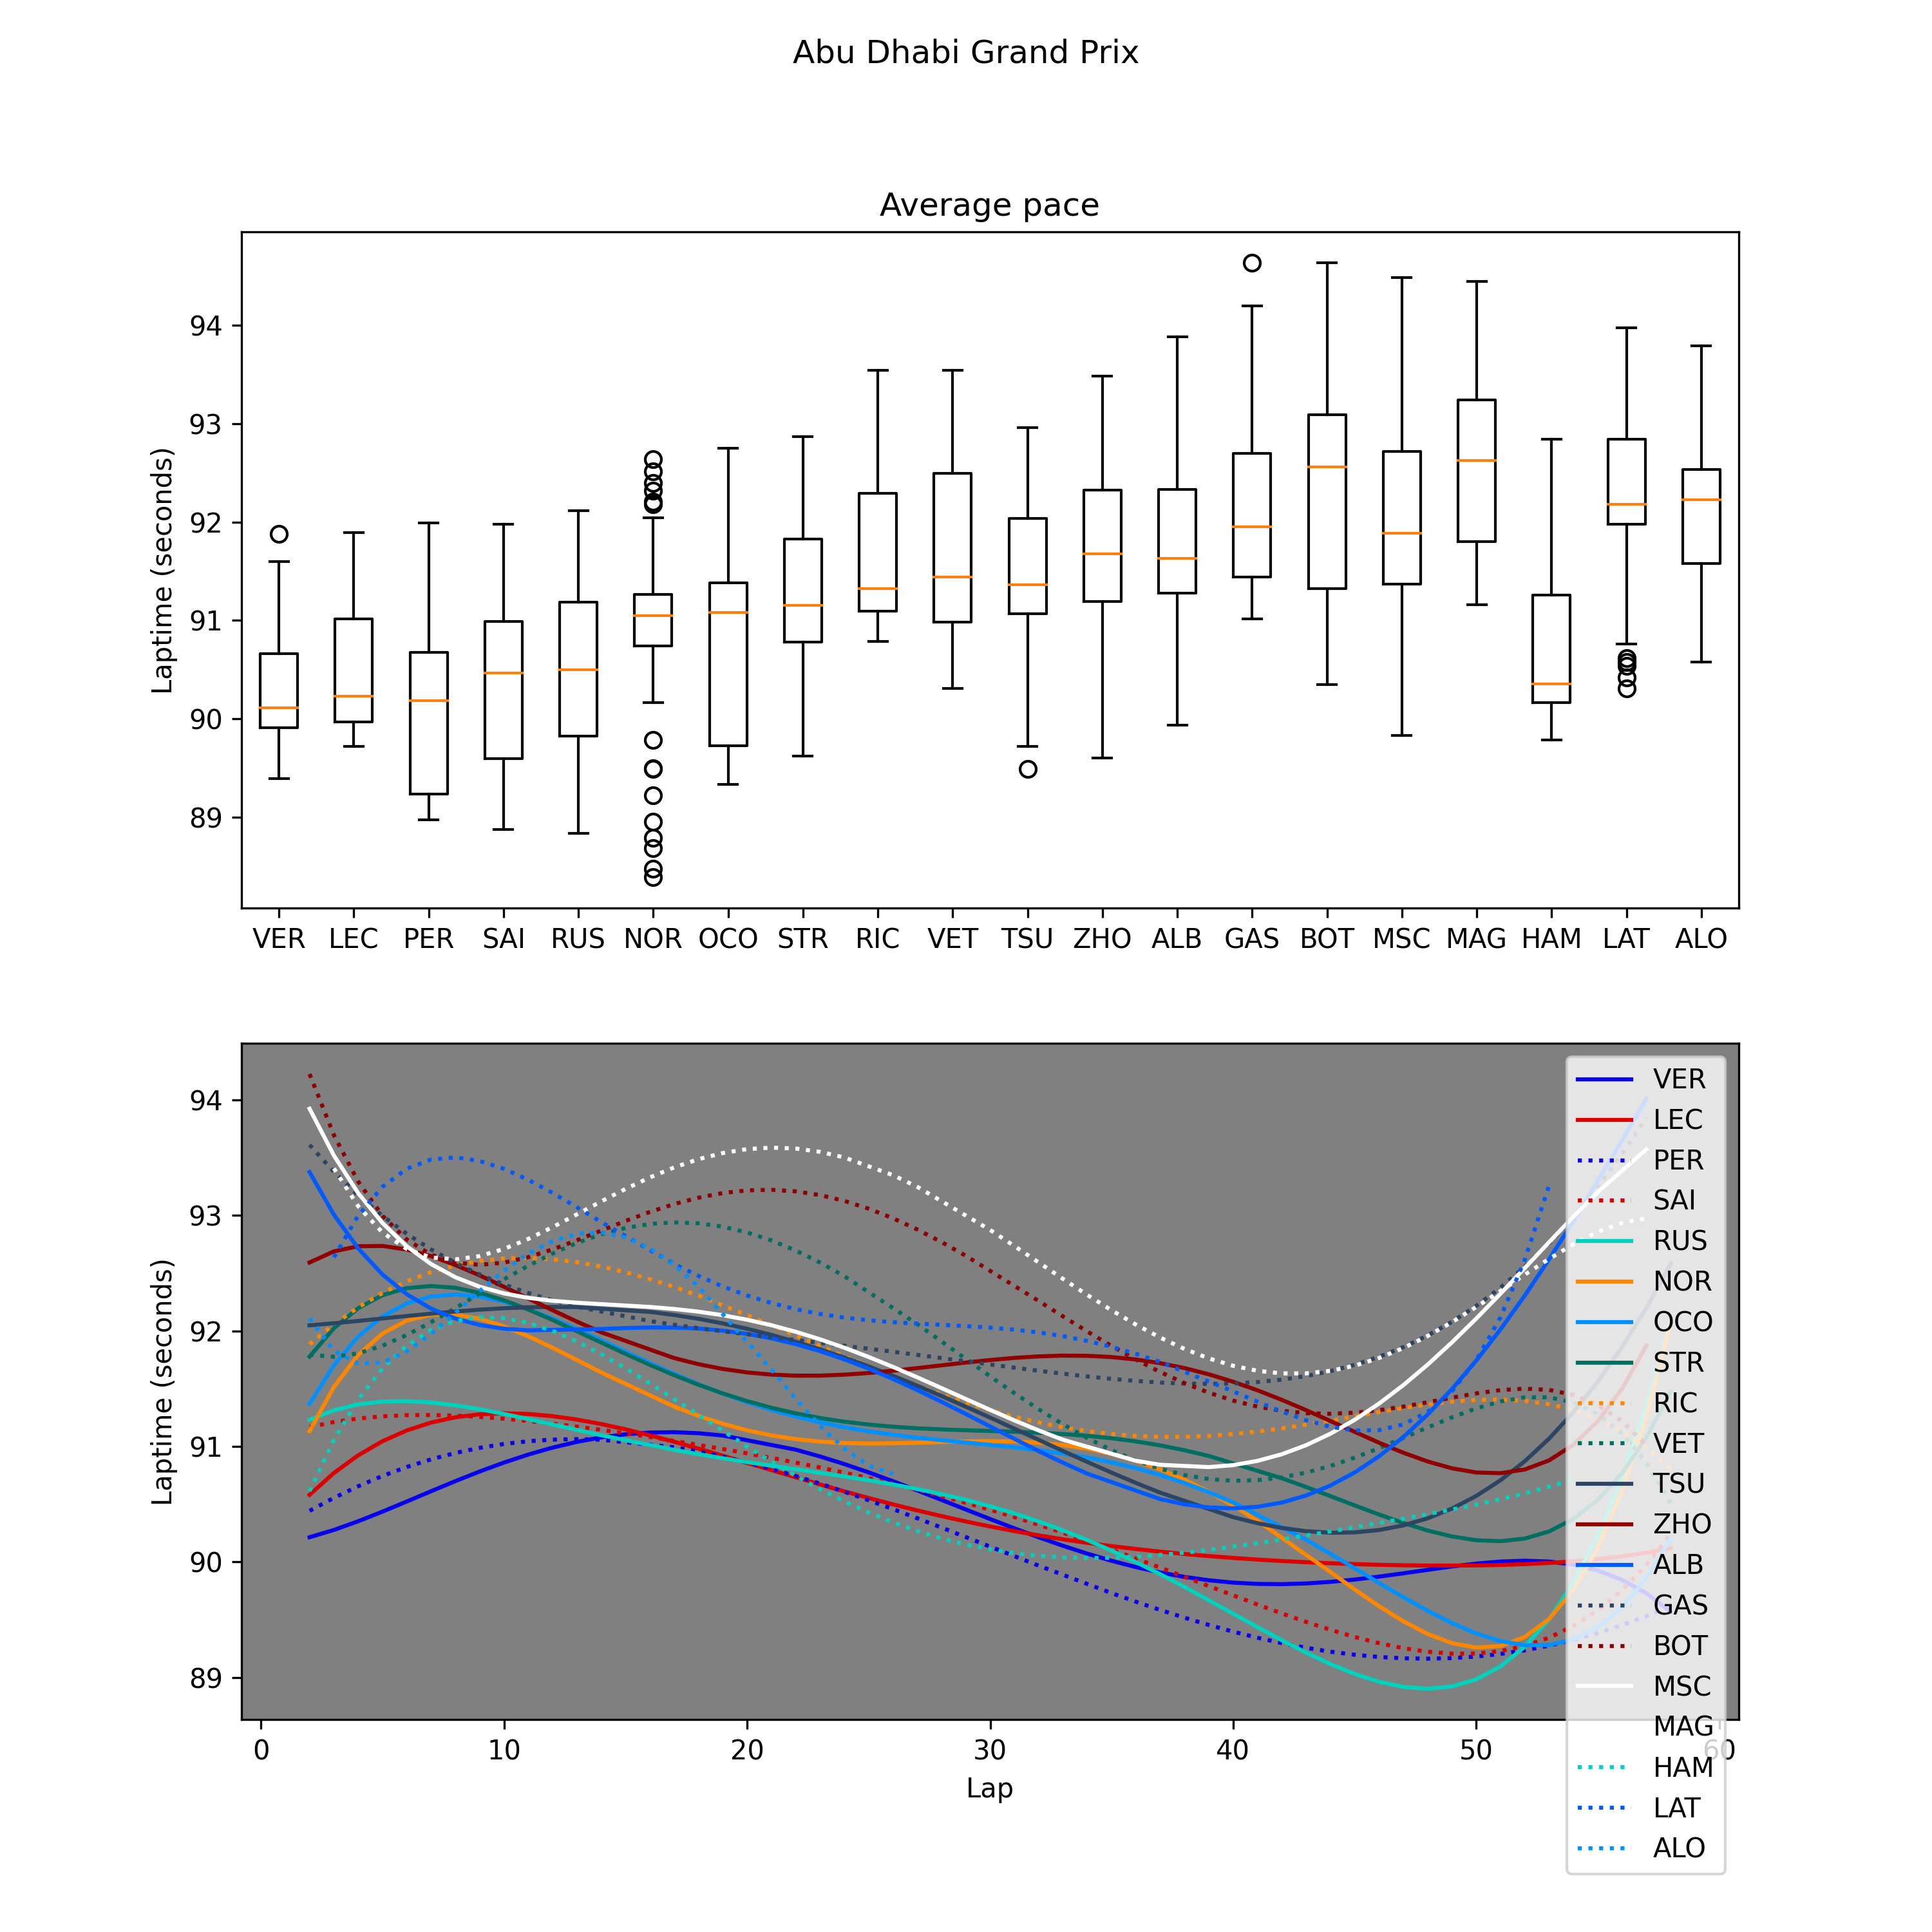 Abu Dhabi Grand Prix
Average pace
Laptime (seconds)
94
93
92
91
90
89
VER LEC PER SAI RUS NOR OCO STR RIC VET TSU ZHO ALB GAS BOT MSC MAG HAM LAT ALO
Laptime (seconds)
94
93
92
91
90
89
0 10 20 30 40 50 60
Lap
VER
LEC
PER
SAI
RUS
NOR
OCO
STR
RIC
VET
TSU
ZHO
ALB
GAS
BOT
MSC
MAG
HAM
LAT
ALO